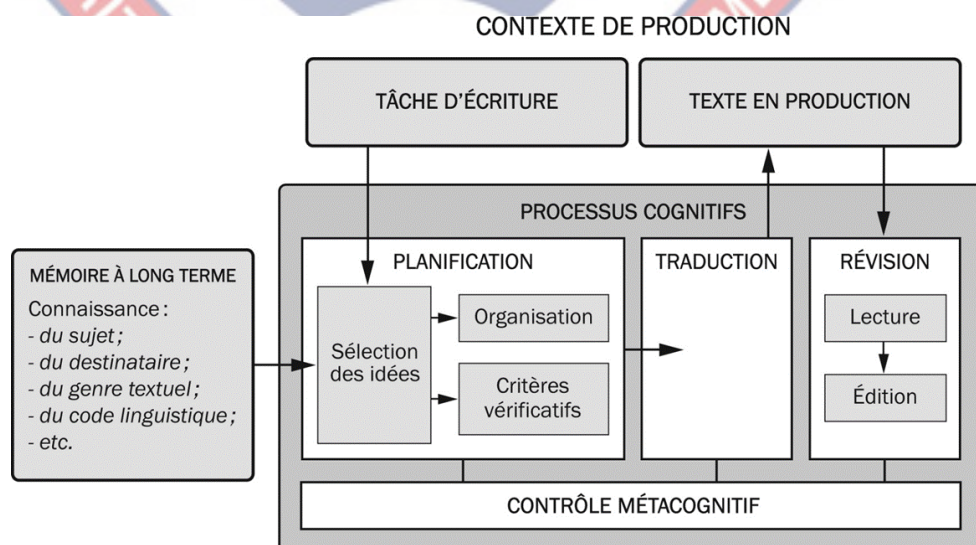 CONTEXTE DE PRODUCTION
TÂCHE D'ÉCRITURE
TEXTE EN PRODUCTION
PROCESSUS COGNITIFS
MÉMOIRE À LONG TERME
Connaissance :
- du sujet ;
- du destinataire ;
- du genre textuel ;
- du code linguistique ;
- etc.
PLANIFICATION
Sélection
des idées
Organisation
Critères
vérificatifs
TRADUCTION
RÉVISION
Lecture
Édition
CONTRÔLE MÉTACOGNITIF